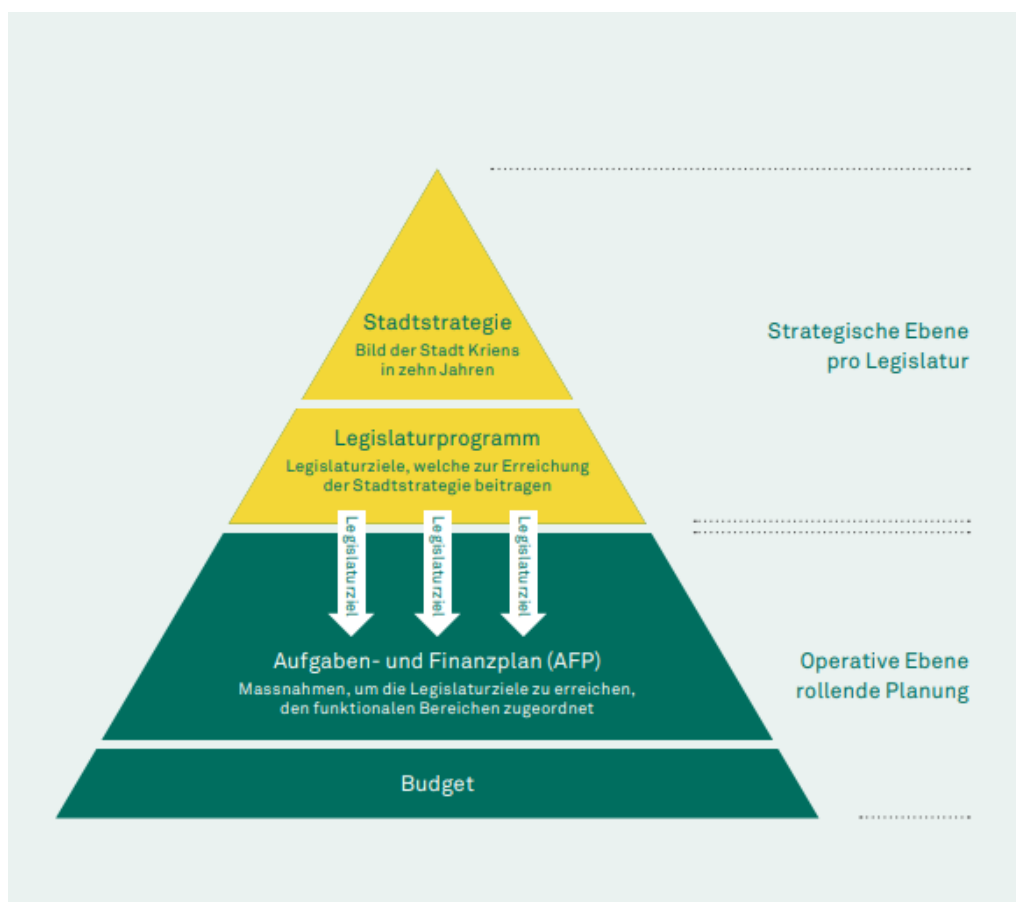 Stadtstrategie
Bild der Stadt Kriens
in zehn Jahren
Strategische Ebene
pro Legislatur
Legislaturprogramm
Legislaturziele, welche zur Erreichung
der Stadtstrategie beitragen
Legislaturziel
Legislaturziel
Legislaturziel
Aufgaben- und Finanzplan (AFP)
Massnahmen, um die Legislaturziele zu erreichen,
den funktionalen Bereichen zugeordnet
Operative Ebene
rollende Planung
Budget